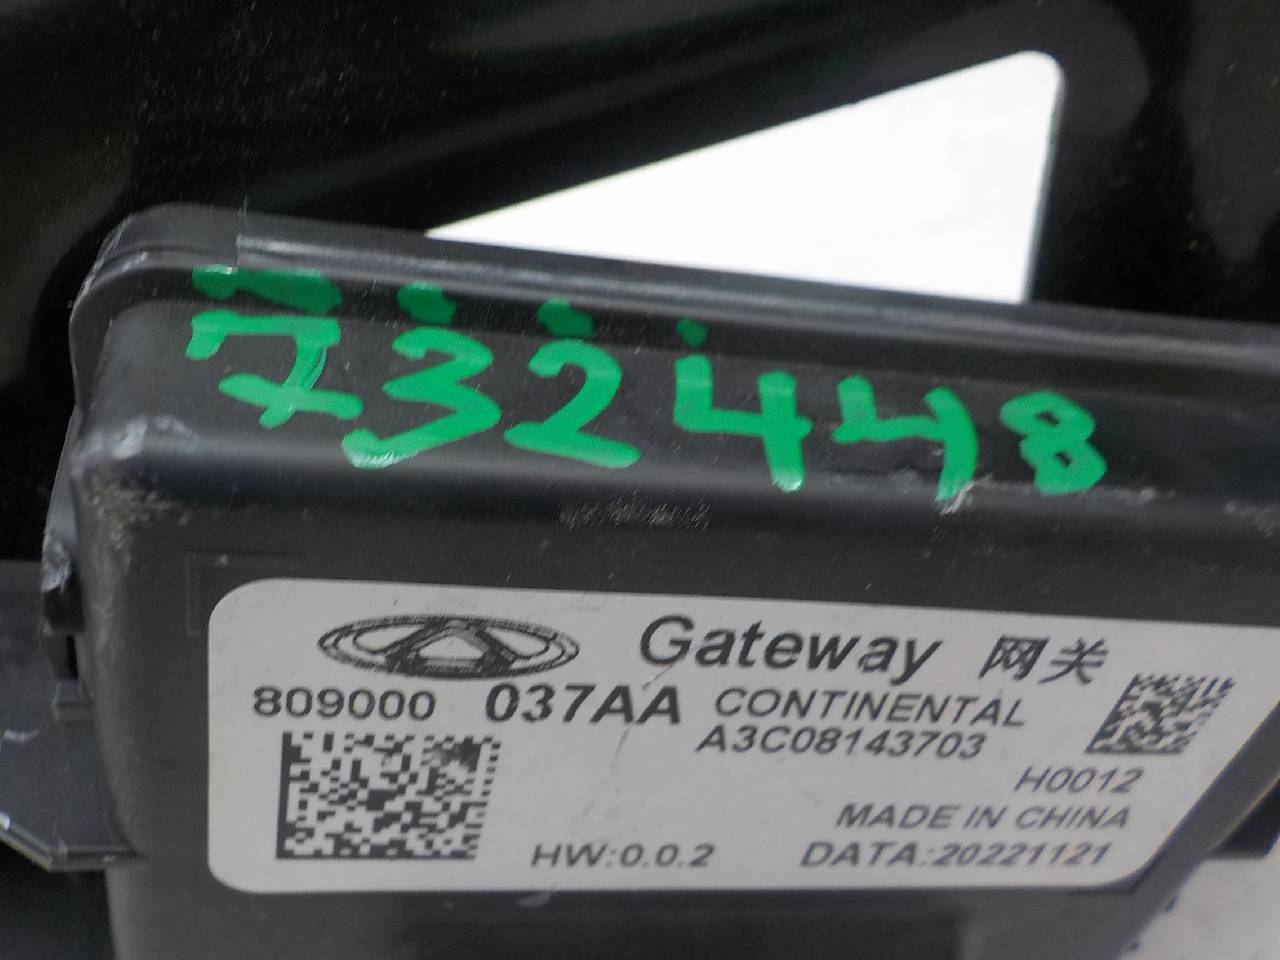 732448
Gateway 网关
809000 037AA CONTINENTAL
A3C08143703
H0012
MADE IN CHINA
HW:0.0.2 DATA:20221121